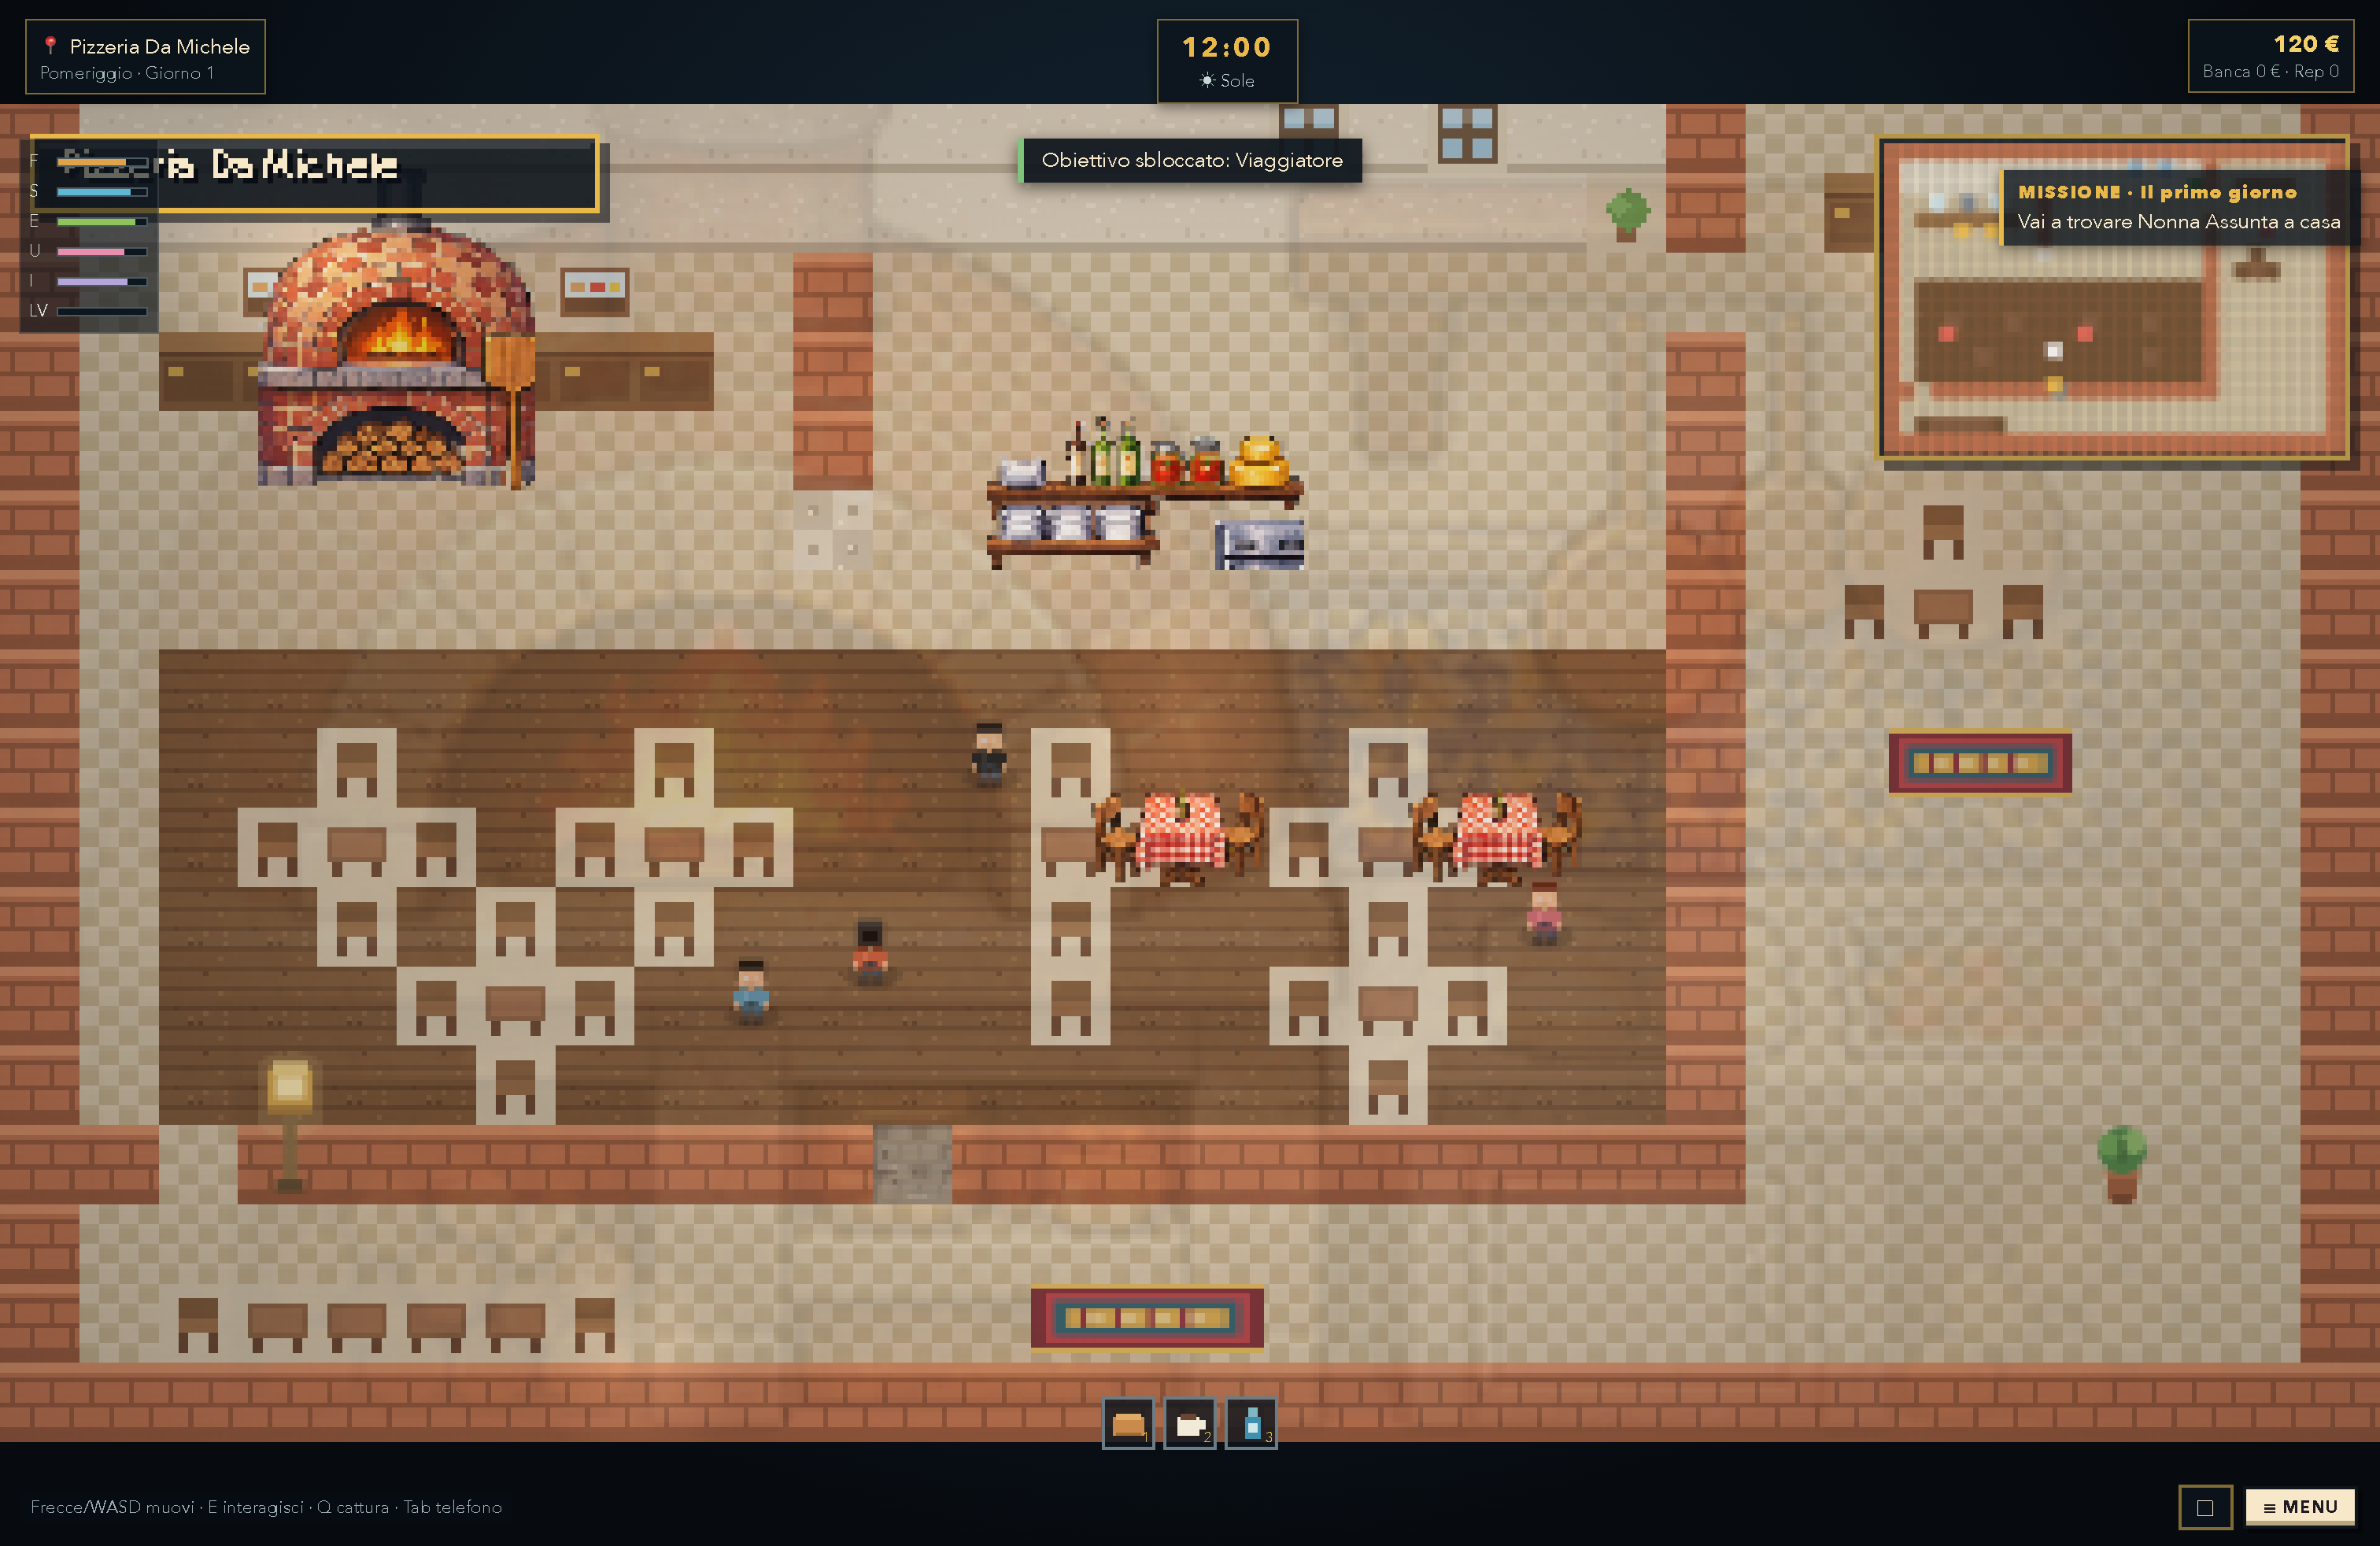 Pizzeria Da Michele
Pomeriggio · Giorno 1
12:00
☀ Sole
120 €
Banca 0 € · Rep 0
Da Michele
F
S
E
U
I
LV
Obiettivo sbloccato: Viaggiatore
MISSIONE · Il primo giorno
Vai a trovare Nonna Assunta a casa
1
2
3
Frecce/WASD muovi · E interagisci · Q cattura · Tab telefono
≡ MENU